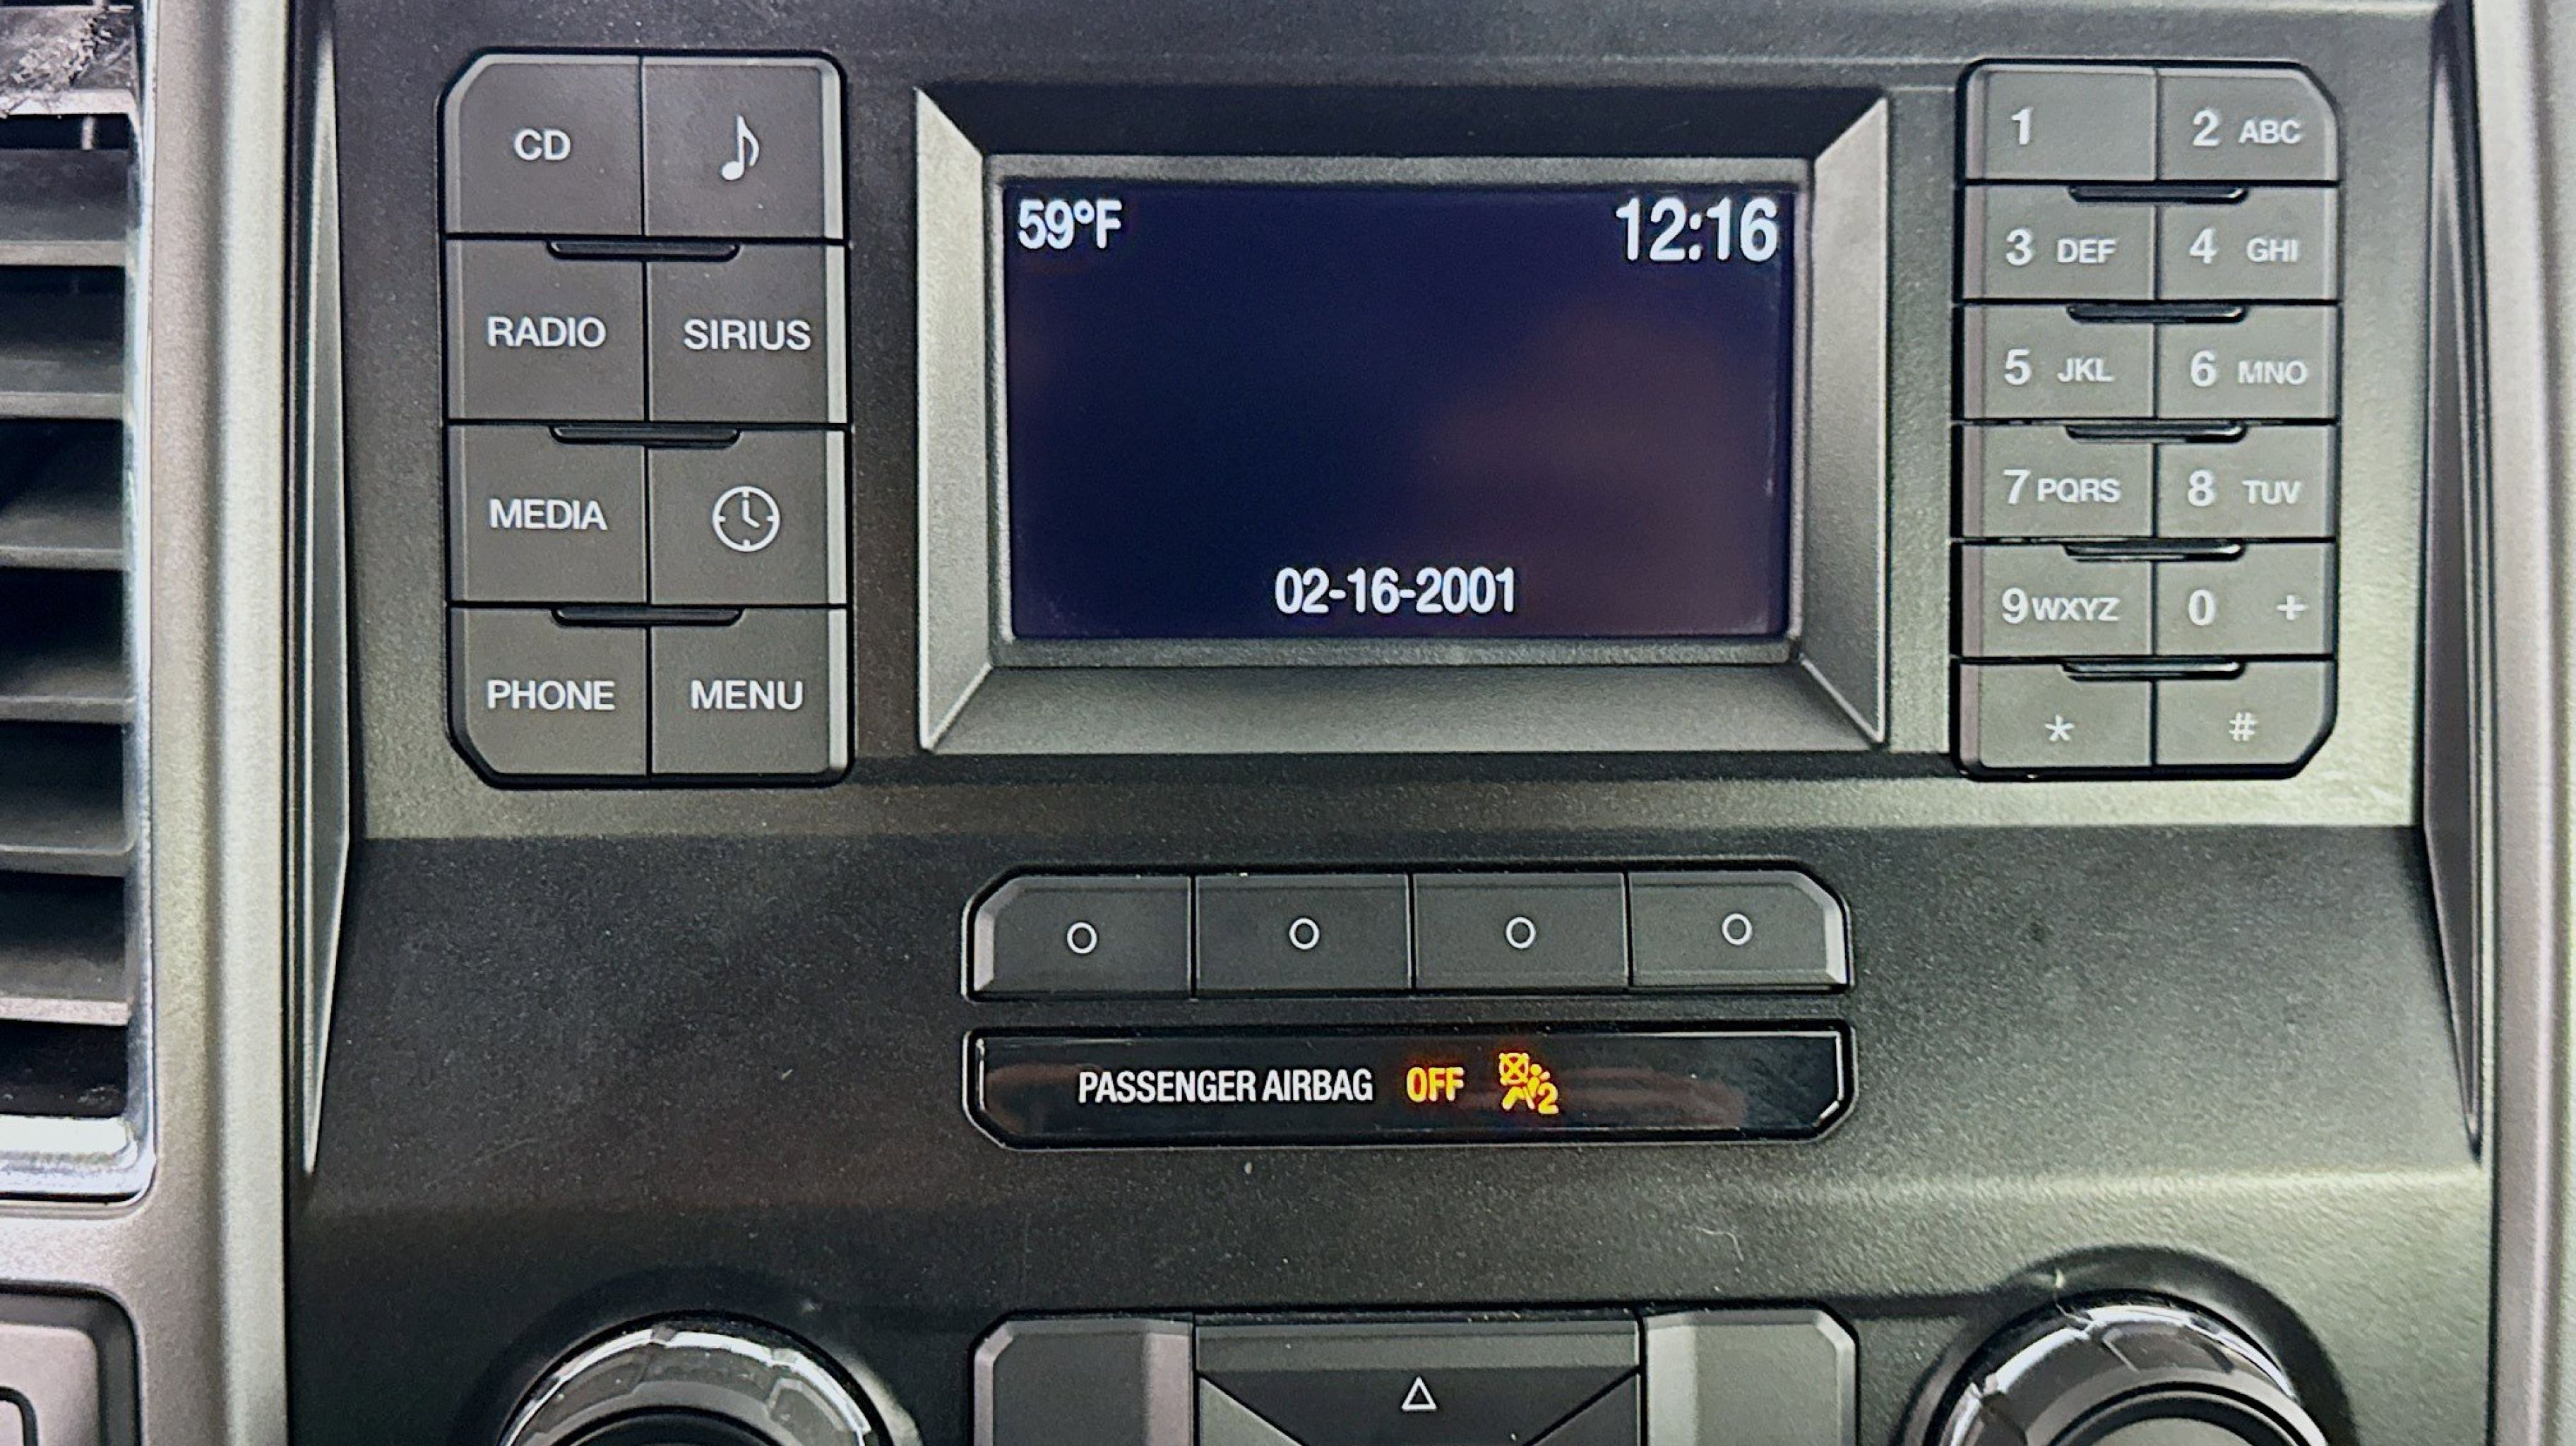 CD
RADIO SIRIUS
MEDIA
PHONE MENU
59°F 12:16
02-16-2001
1 2 ABC
3 DEF 4 GHI
5 JKL 6 MNO
7 PQRS 8 TUV
9 WXYZ 0 +
* #
PASSENGER AIRBAG OFF 2